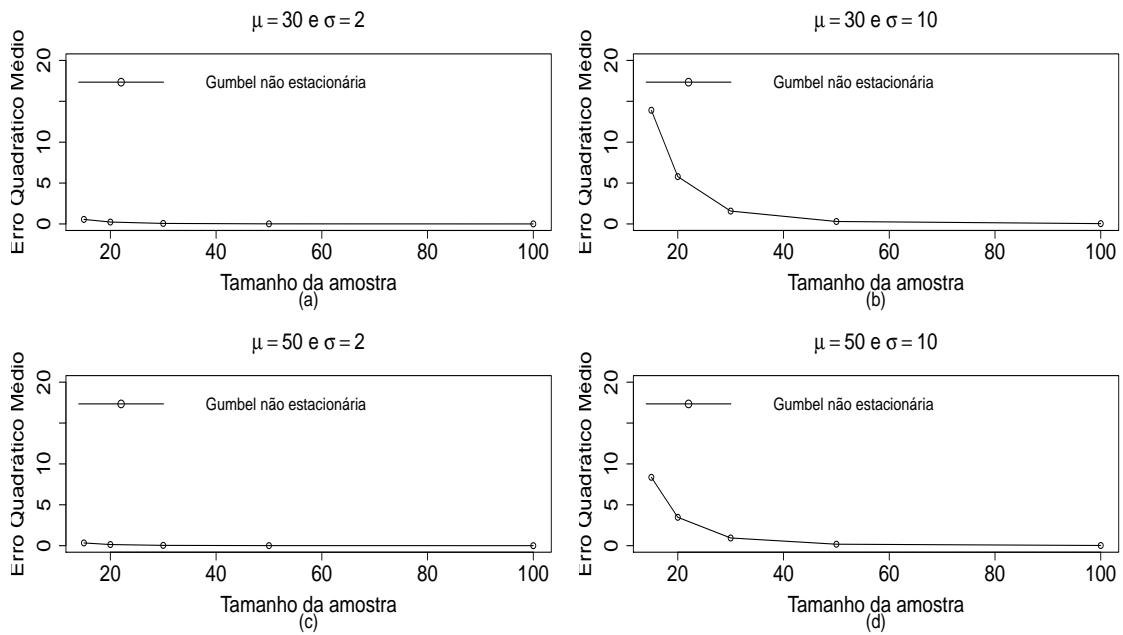 μ = 30 e σ = 2
Erro Quadrático Médio
0 5 10 20
Gumbel não estacionária
20 40 60 80 100
Tamanho da amostra
(a)
μ = 30 e σ = 10
Erro Quadrático Médio
0 5 10 20
Gumbel não estacionária
20 40 60 80 100
Tamanho da amostra
(b)
μ = 50 e σ = 2
Erro Quadrático Médio
0 5 10 20
Gumbel não estacionária
20 40 60 80 100
Tamanho da amostra
(c)
μ = 50 e σ = 10
Erro Quadrático Médio
0 5 10 20
Gumbel não estacionária
20 40 60 80 100
Tamanho da amostra
(d)